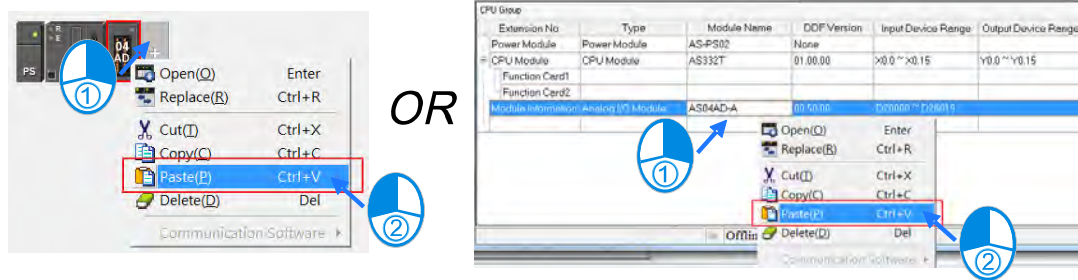 R
E
04
AD
PS
①
Open(O) Enter
Replace(R) Ctrl+R
Cut(T) Ctrl+X
Copy(C) Ctrl+C
Paste(P) Ctrl+V
Delete(D) Del
Communication Software
②
OR
CPU Group
Extension No Type Module Name DDF Version Input Device Range Output Device Range
Power Module Power Module AS-PS02 None
CPU Module CPU Module AS332T 01.00.00 X0.0 ~ X0.15 Y0.0 ~ Y0.15
Function Card1
Function Card2
Module Information Analog I/O Module AS04AD-A 00.50.00 D28000 ~ D28019
①
Open(O) Enter
Replace(R) Ctrl+R
Cut(T) Ctrl+X
Copy(C) Ctrl+C
Paste(P) Ctrl+V
Offlin
Delete(D) Del
Communication Software
②